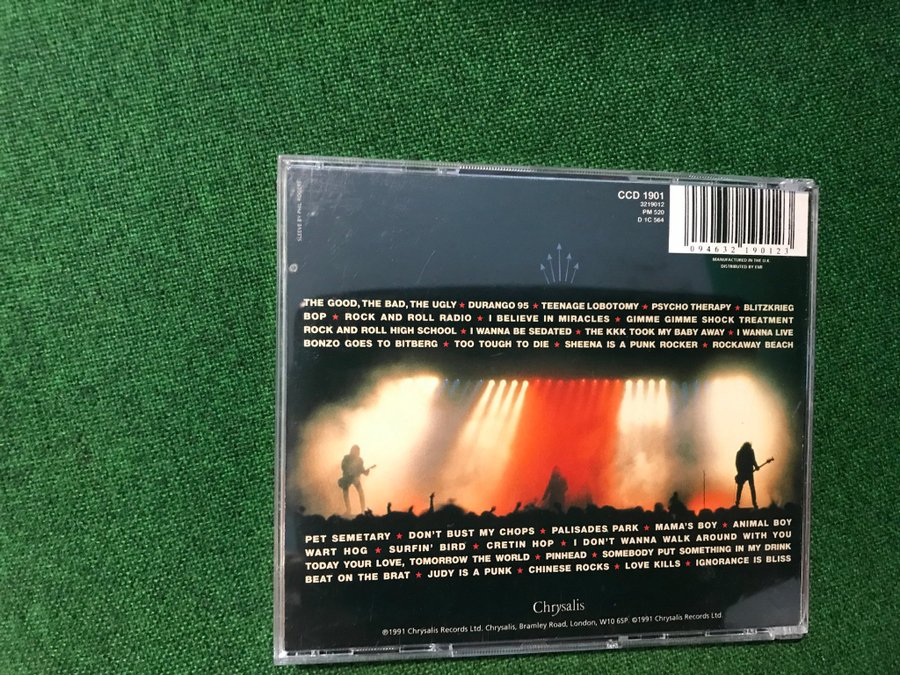 SLEEVE BY PHIL ROGERS
CCD 1901
3219012
PM 520
D 1C 564
094632 190123
MANUFACTURED IN THE U.K
DISTRIBUTED BY EMI
THE GOOD, THE BAD, THE UGLY ★ DURANGO 95 ★ TEENAGE LOBOTOMY ★ PSYCHO THERAPY ★ BLITZKRIEG
BOP ★ ROCK AND ROLL RADIO ★ I BELIEVE IN MIRACLES ★ GIMME GIMME SHOCK TREATMENT
ROCK AND ROLL HIGH SCHOOL ★ I WANNA BE SEDATED ★ THE KKK TOOK MY BABY AWAY ★ I WANNA LIVE
BONZO GOES TO BITBERG ★ TOO TOUGH TO DIE ★ SHEENA IS A PUNK ROCKER ★ ROCKAWAY BEACH
PET SEMETARY ★ DON'T BUST MY CHOPS ★ PALISADES PARK ★ MAMA'S BOY ★ ANIMAL BOY
WART HOG ★ SURFIN' BIRD ★ CRETIN HOP ★ I DON'T WANNA WALK AROUND WITH YOU
TODAY YOUR LOVE, TOMORROW THE WORLD ★ PINHEAD ★ SOMEBODY PUT SOMETHING IN MY DRINK
BEAT ON THE BRAT ★ JUDY IS A PUNK ★ CHINESE ROCKS ★ LOVE KILLS ★ IGNORANCE IS BLISS
Chrysalis
℗1991 Chrysalis Records Ltd. Chrysalis, Bramley Road, London, W10 6SP. ©1991 Chrysalis Records Ltd.